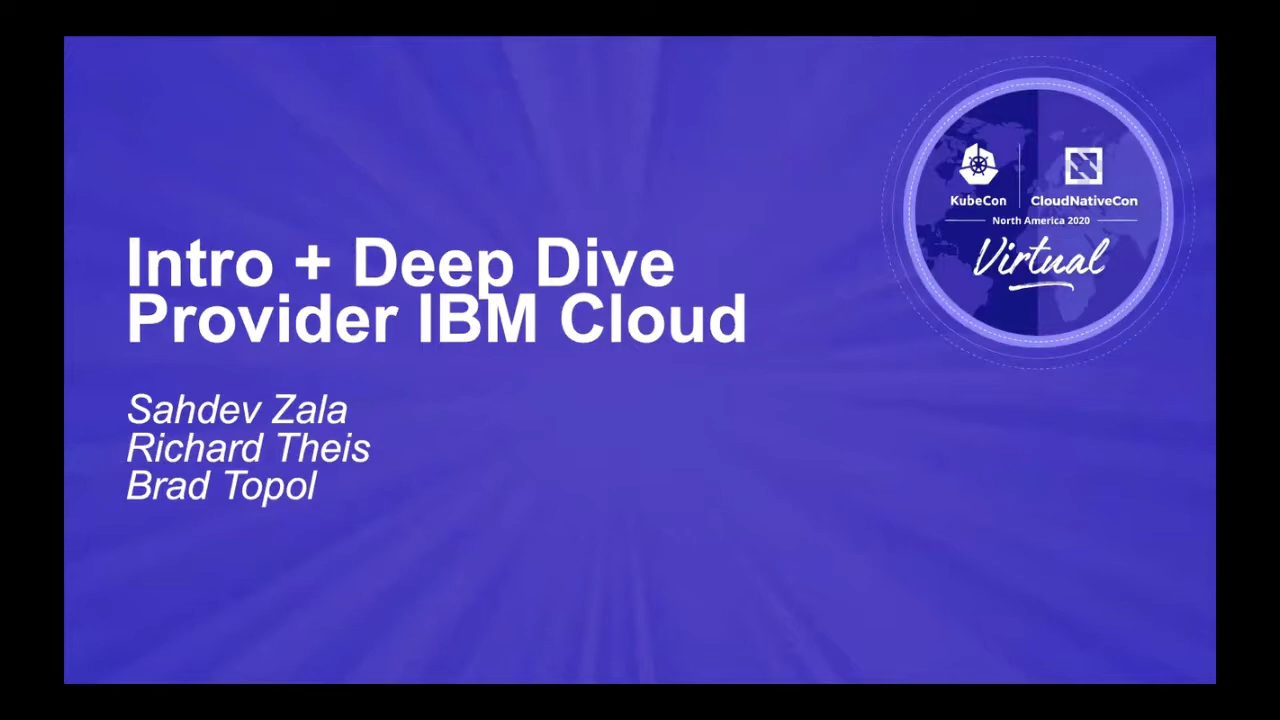 Intro + Deep Dive
Provider IBM Cloud
Sahdev Zala
Richard Theis
Brad Topol
KubeCon
CloudNativeCon
North America 2020
Virtual